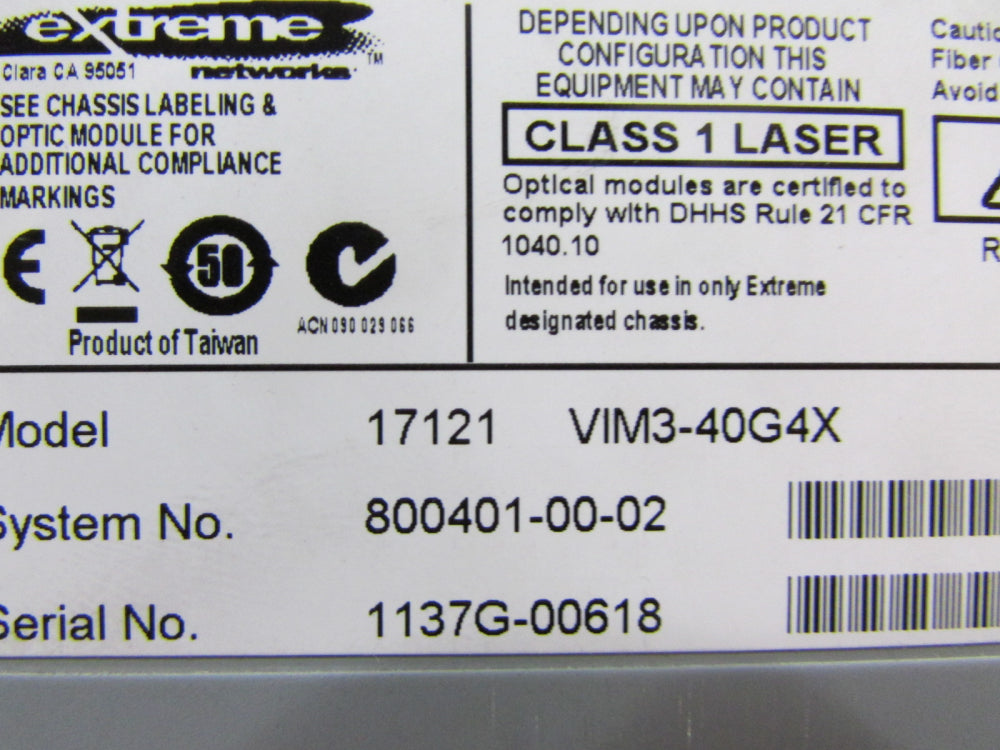 extreme
networks™
Clara CA 95051
SEE CHASSIS LABELING &
OPTIC MODULE FOR
ADDITIONAL COMPLIANCE
MARKINGS
50
Product of Taiwan
ACN 090 029 066
DEPENDING UPON PRODUCT
CONFIGURATION THIS
EQUIPMENT MAY CONTAIN
CLASS 1 LASER
Optical modules are certified to
comply with DHHS Rule 21 CFR
1040.10
Intended for use in only Extreme
designated chassis.
Fiber
Avoid
Model 17121 VIM3-40G4X
System No. 800401-00-02
Serial No. 1137G-00618